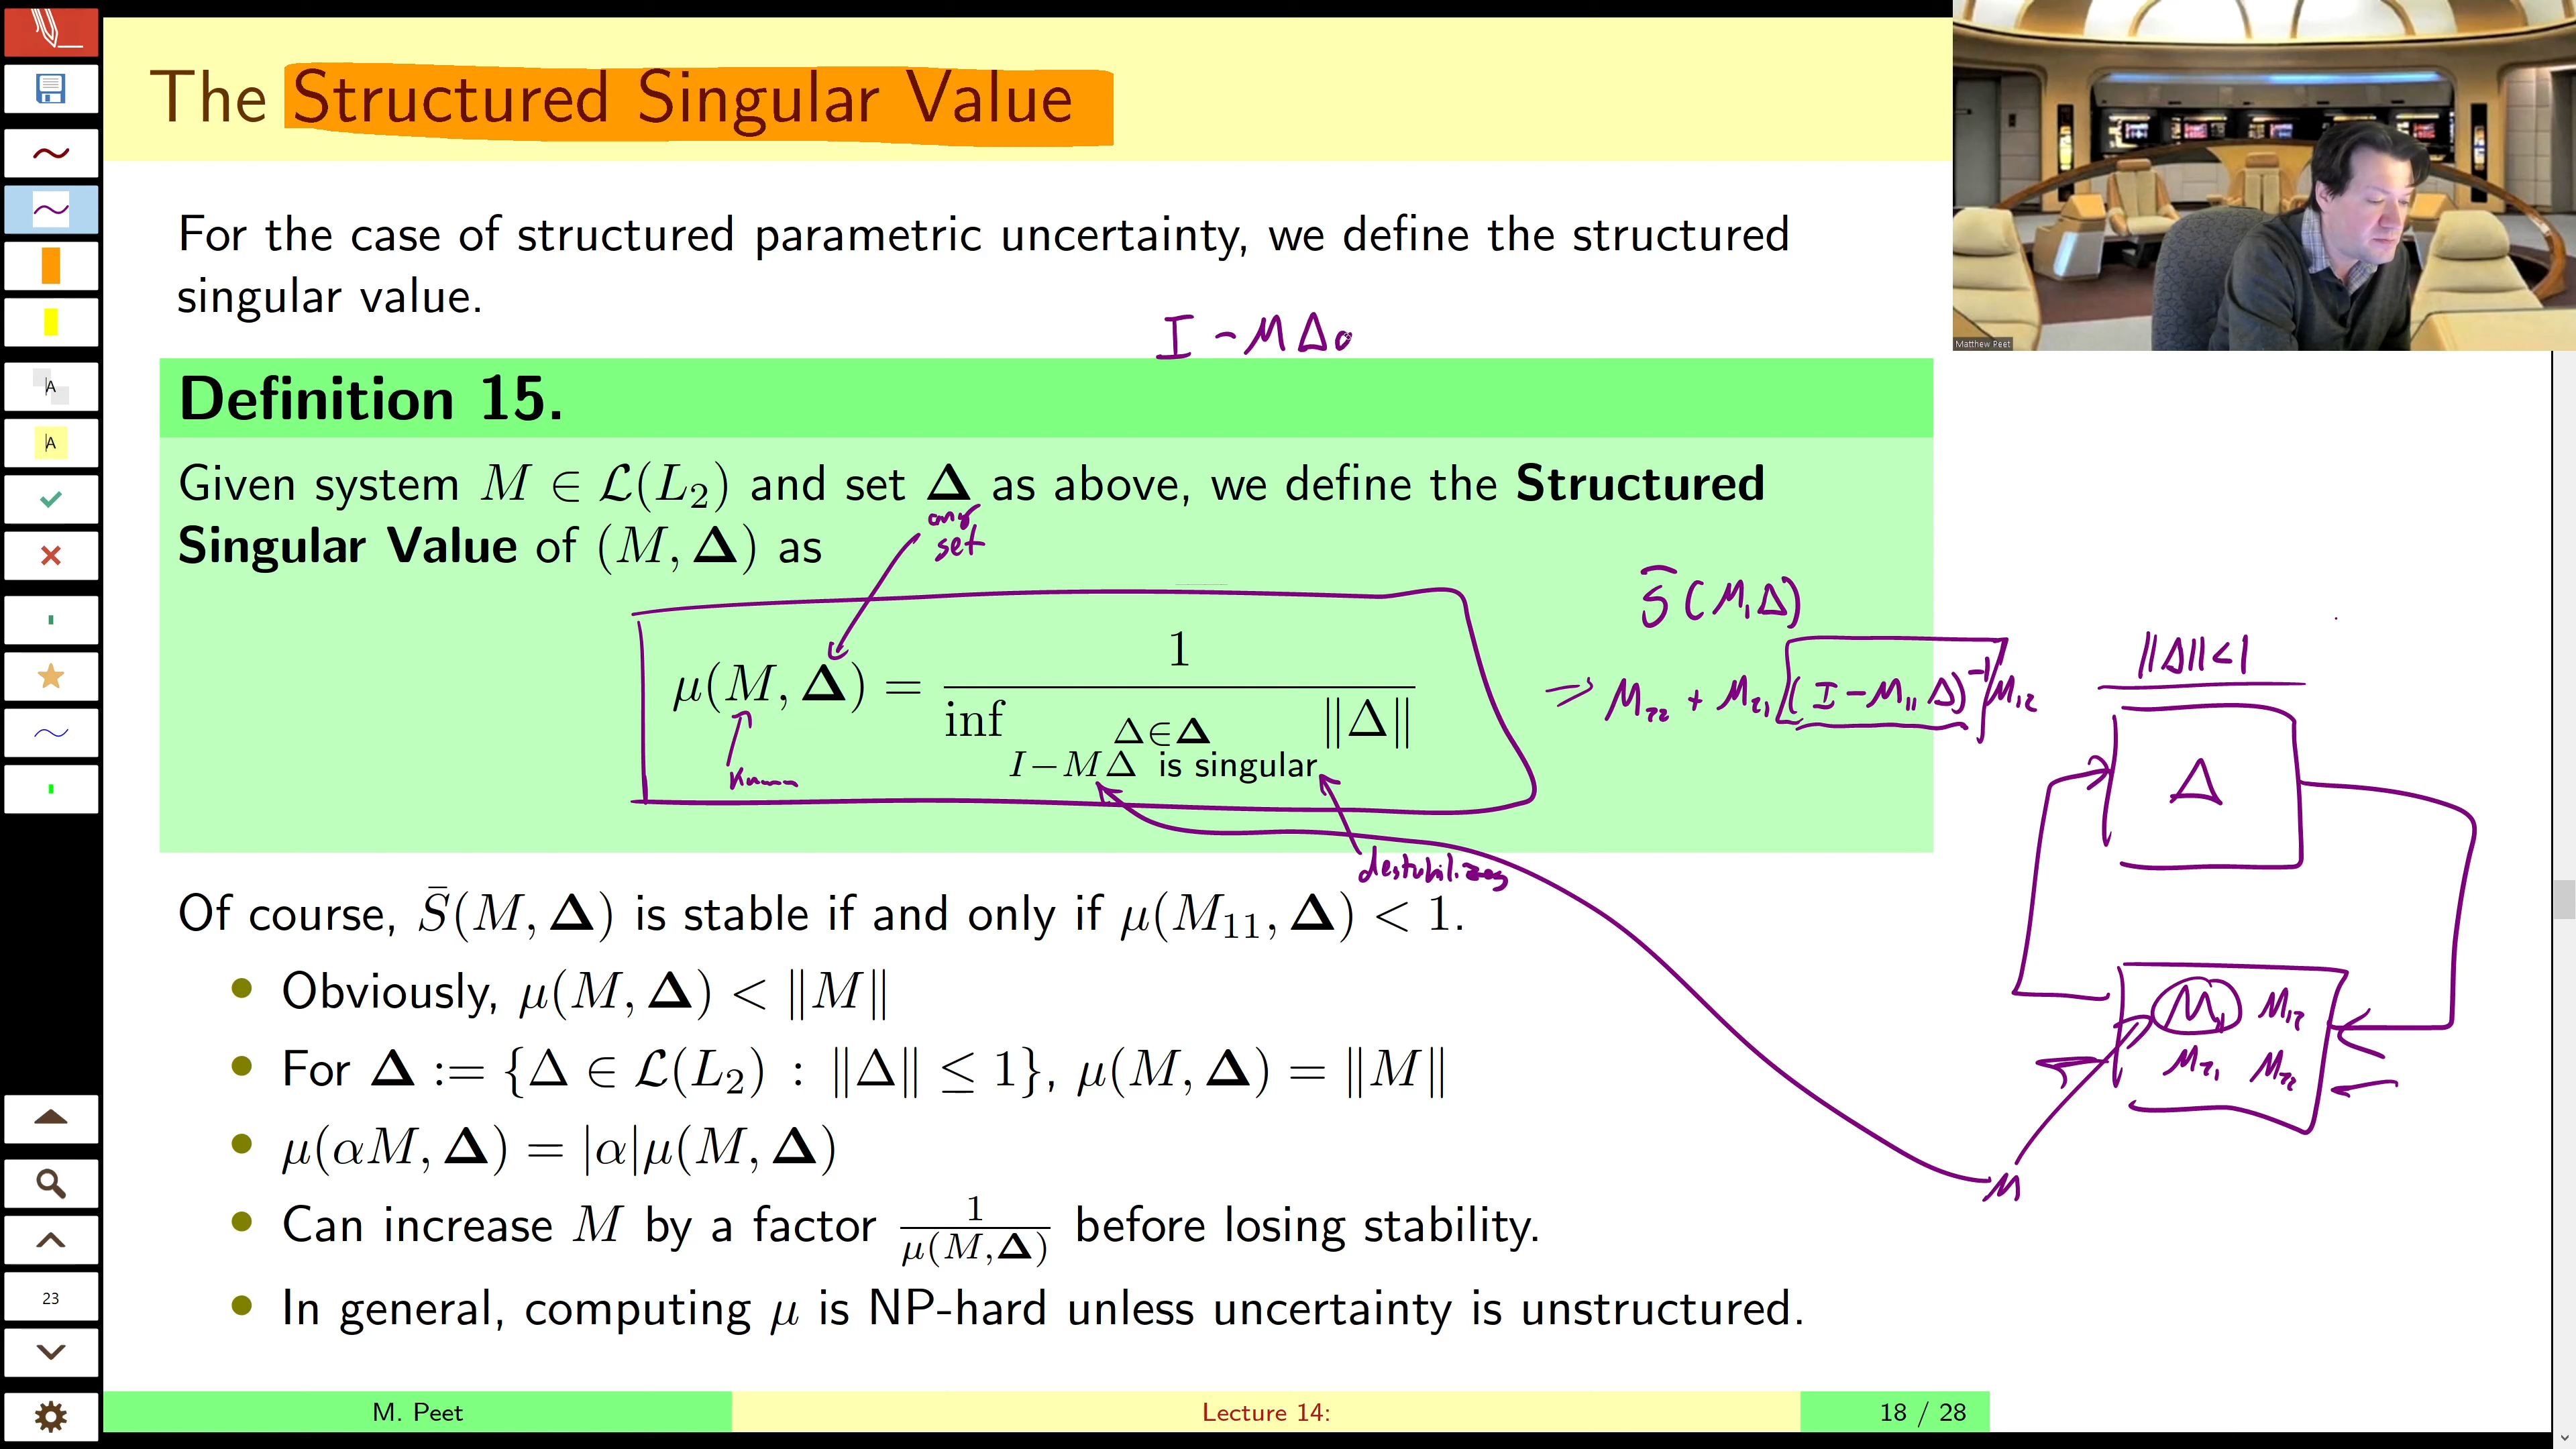 The Structured Singular Value
For the case of structured parametric uncertainty, we define the structured
singular value.
I - MΔ0
Definition 15.
Given system M ∈ 𝓛(L₂) and set 𝚫 as above, we define the Structured
Singular Value of (M, 𝚫) as
any
set
μ(M, 𝚫) = 1 / inf Δ∈𝚫, I−MΔ is singular ‖Δ‖
destabilizes
S̄(M, Δ)
⇒ M₂₂ + M₂₁(I − M₁₁Δ)⁻¹M₁₂
‖Δ‖<1
Δ
M₁₁ M₁₂
M₂₁ M₂₂
M
Of course, S̄(M, 𝚫) is stable if and only if μ(M₁₁, 𝚫) < 1.
• Obviously, μ(M, 𝚫) < ‖M‖
• For 𝚫 := {Δ ∈ 𝓛(L₂) : ‖Δ‖ ≤ 1}, μ(M, 𝚫) = ‖M‖
• μ(αM, 𝚫) = |α|μ(M, 𝚫)
• Can increase M by a factor 1/μ(M,𝚫) before losing stability.
• In general, computing μ is NP-hard unless uncertainty is unstructured.
M. Peet
Lecture 14:
18 / 28
Matthew Peet
A
A
23